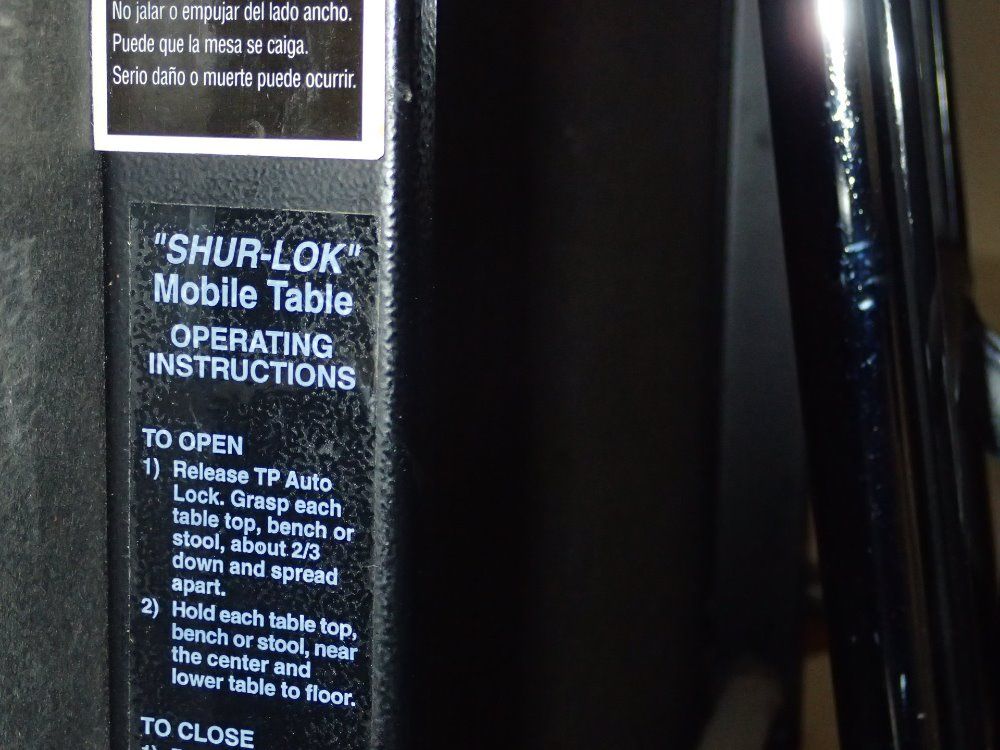 No jalar o empujar del lado ancho.
Puede que la mesa se caiga.
Serio daño o muerte puede ocurrir.
"SHUR-LOK"
Mobile Table
OPERATING
INSTRUCTIONS
TO OPEN
1) Release TP Auto
Lock. Grasp each
table top, bench or
stool, about 2/3
down and spread
apart.
2) Hold each table top,
bench or stool, near
the center and
lower table to floor.
TO CLOSE